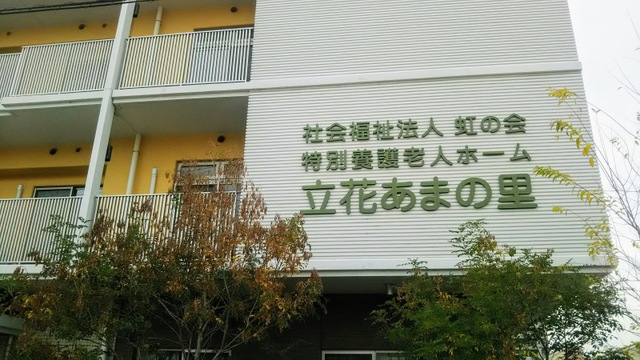 社会福祉法人 虹の会
特別養護老人ホーム
立花あまの里